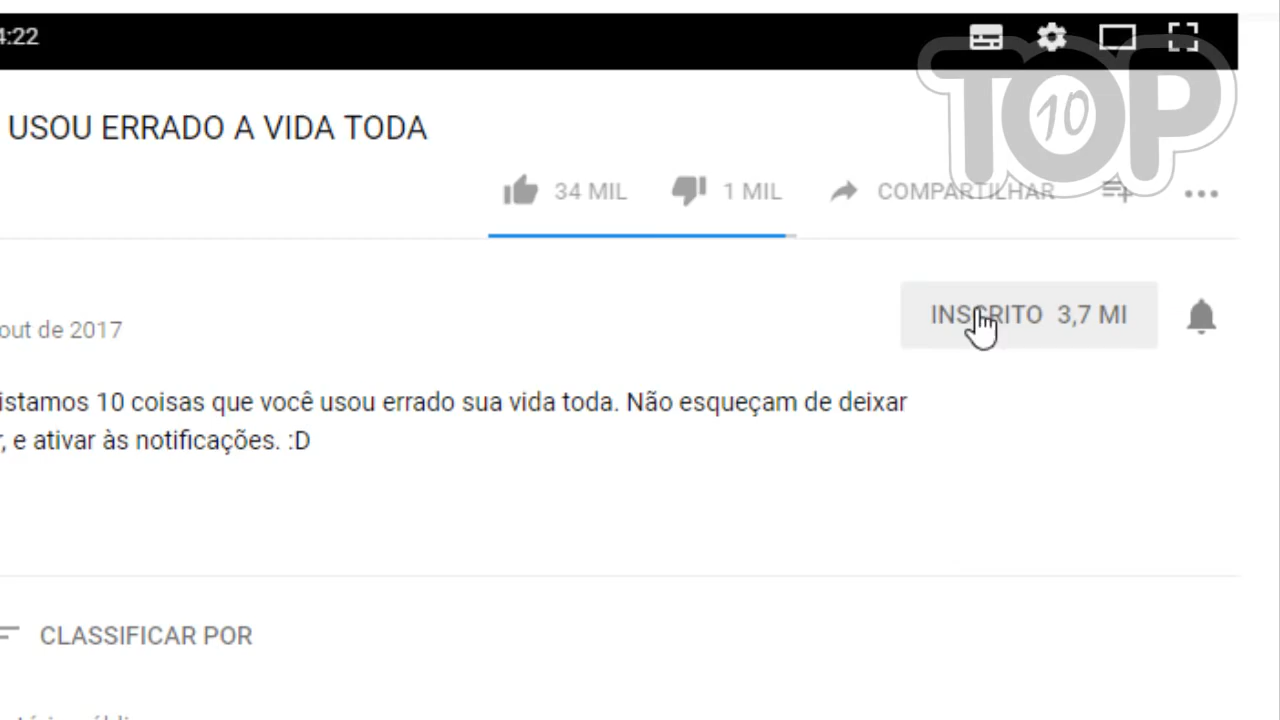 4:22
TOP
10
USOU ERRADO A VIDA TODA
34 MIL 1 MIL COMPARTILHAR
INSCRITO 3,7 MI
out de 2017
istamos 10 coisas que você usou errado sua vida toda. Não esqueçam de deixar
, e ativar às notificações. :D
CLASSIFICAR POR